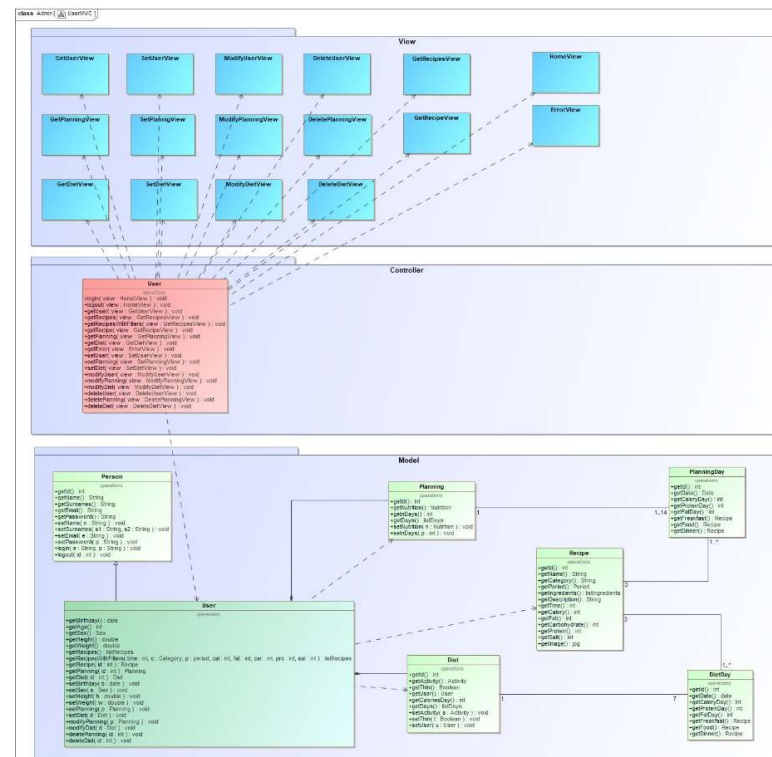 class Admin[ UserMVC ]
View
GetUserView
SetUserView
ModifyUserView
DeleteUserView
GetRecipesView
HomeView
GetPlanningView
SetPlanningView
ModifyPlanningView
DeletePlanningView
GetRecipeView
ErrorView
GetDietView
SetDietView
ModifyDietView
DeleteDietView
Controller
User
operations
+login( view : HomeView ) : void
+logout( view : HomeView ) : void
+getUser( view : GetUserView ) : void
+getRecipes( view : GetRecipesView ) : void
+getRecipesWithFilters( view : GetRecipesView ) : void
+getRecipe( view : GetRecipeView ) : void
+getPlanning( view : GetPlanningView ) : void
+getDiet( view : GetDietView ) : void
+getError( view : ErrorView ) : void
+setUser( view : SetUserView ) : void
+setPlanning( view : SetPlanningView ) : void
+setDiet( view : SetDietView ) : void
+modifyUser( view : ModifyUserView ) : void
+modifyPlanning( view : ModifyPlanningView ) : void
+modifyDiet( view : ModifyDietView ) : void
+deleteUser( view : DeleteUserView ) : void
+deletePlanning( view : DeletePlanningView ) : void
+deleteDiet( view : DeleteDietView ) : void
Model
Person
operations
+getId() : int
+getName() : String
+getSurnames() : String
+getEmail() : String
+getPassword() : String
+setName( n : String ) : void
+setSurnames( s1 : String, s2 : String ) : void
+setEmail( e : String ) : void
+setPassword( p : String ) : void
+login( e : String, p : String ) : void
+logout( id : int ) : void
Planning
operations
+getId() : int
+getNutrition() : Nutrition
+getnDays() : int
+getDays() : listDays
+setNutrition( n : Nutrition ) : void
+setnDays( p : int ) : void
1
1..14
PlanningDay
operations
+getId() : int
+getDate() : Date
+getCaloryDay() : int
+getProteinDay() : int
+getFatDay() : int
+getBreakfast() : Recipe
+getFood() : Recipe
+getDinner() : Recipe
1..*
3
Recipe
operations
+getId() : int
+getName() : String
+getCategory() : String
+getPeriod() : Period
+getIngredients() : listIngredients
+getDescription() : String
+getTime() : int
+getCalory() : int
+getFat() : int
+getCarbohydrate() : int
+getProtein() : int
+getSalt() : int
+getImage() : jpg
3
1..*
User
operations
+getBirthday() : date
+getAge() : int
+getSex() : Sex
+getHeight() : double
+getWeight() : double
+getRecipes() : listRecipes
+getRecipesWithFilters( time : int, c : Category, p : period, cal : int, fat : int, car : int, pro : int, sal : int ) : listRecipes
+getRecipe( id : int ) : Recipe
+getPlanning( id : int ) : Planning
+getDiet( id : int ) : Diet
+setBirthday( b : date ) : void
+setSex( s : Sex ) : void
+setHeight( h : double ) : void
+setWeight( w : double ) : void
+setPlanning( p : Planning ) : void
+setDiet( d : Diet ) : void
+modifyPlanning( p : Planning ) : void
+modifyDiet( d : Diet ) : void
+deletePlanning( id : int ) : void
+deleteDiet( id : int ) : void
Diet
operations
+getId() : int
+getActivity() : Activity
+getThin() : Boolean
+getUser() : User
+getCaloriesDay() : int
+getDays() : listDays
+setActivity( a : Activity ) : void
+setThin( t : Boolean ) : void
+setUser( u : User ) : void
1
7
DietDay
operations
+getId() : int
+getDate() : date
+getCaloryDay() : int
+getProteinDay() : int
+getFatDay() : int
+getBreakfast() : Recipe
+getFood() : Recipe
+getDinner() : Recipe